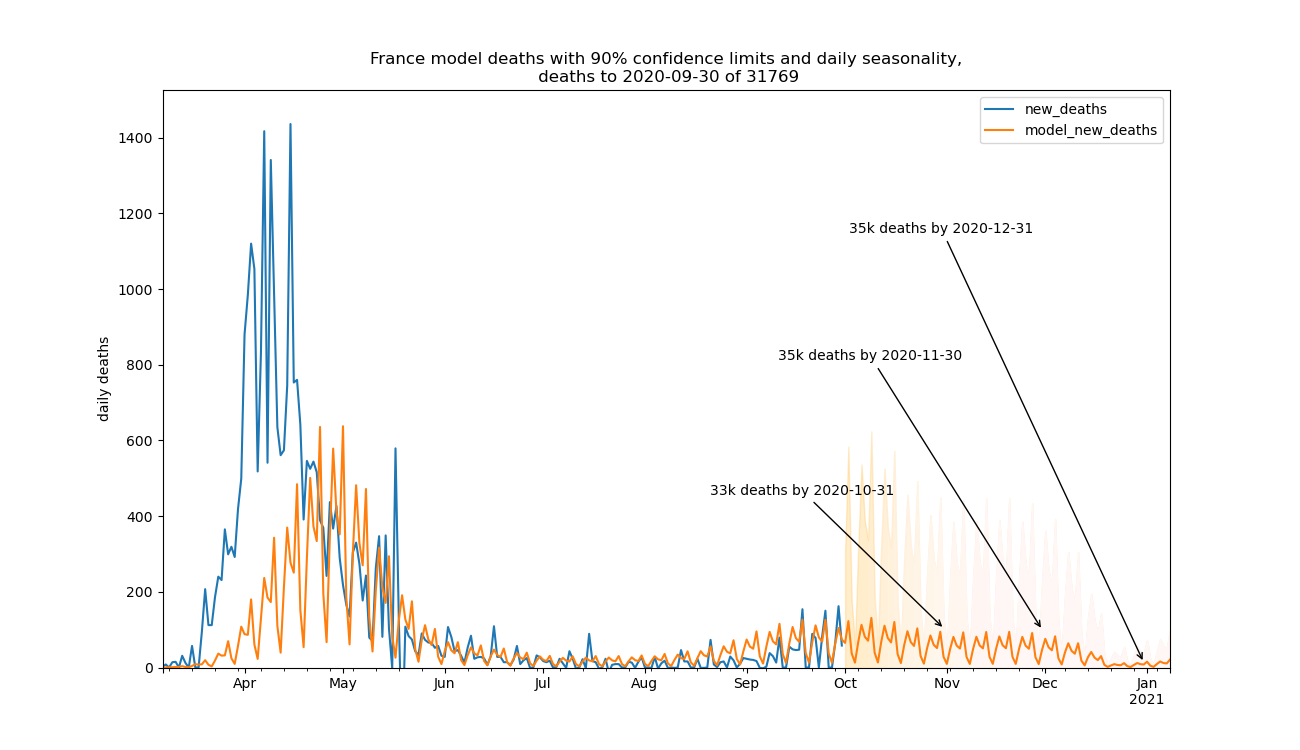 France model deaths with 90% confidence limits and daily seasonality,
deaths to 2020-09-30 of 31769
new_deaths
model_new_deaths
1400
1200
1000
800
600
400
200
0
daily deaths
35k deaths by 2020-12-31
35k deaths by 2020-11-30
33k deaths by 2020-10-31
Apr May Jun Jul Aug Sep Oct Nov Dec Jan
2021